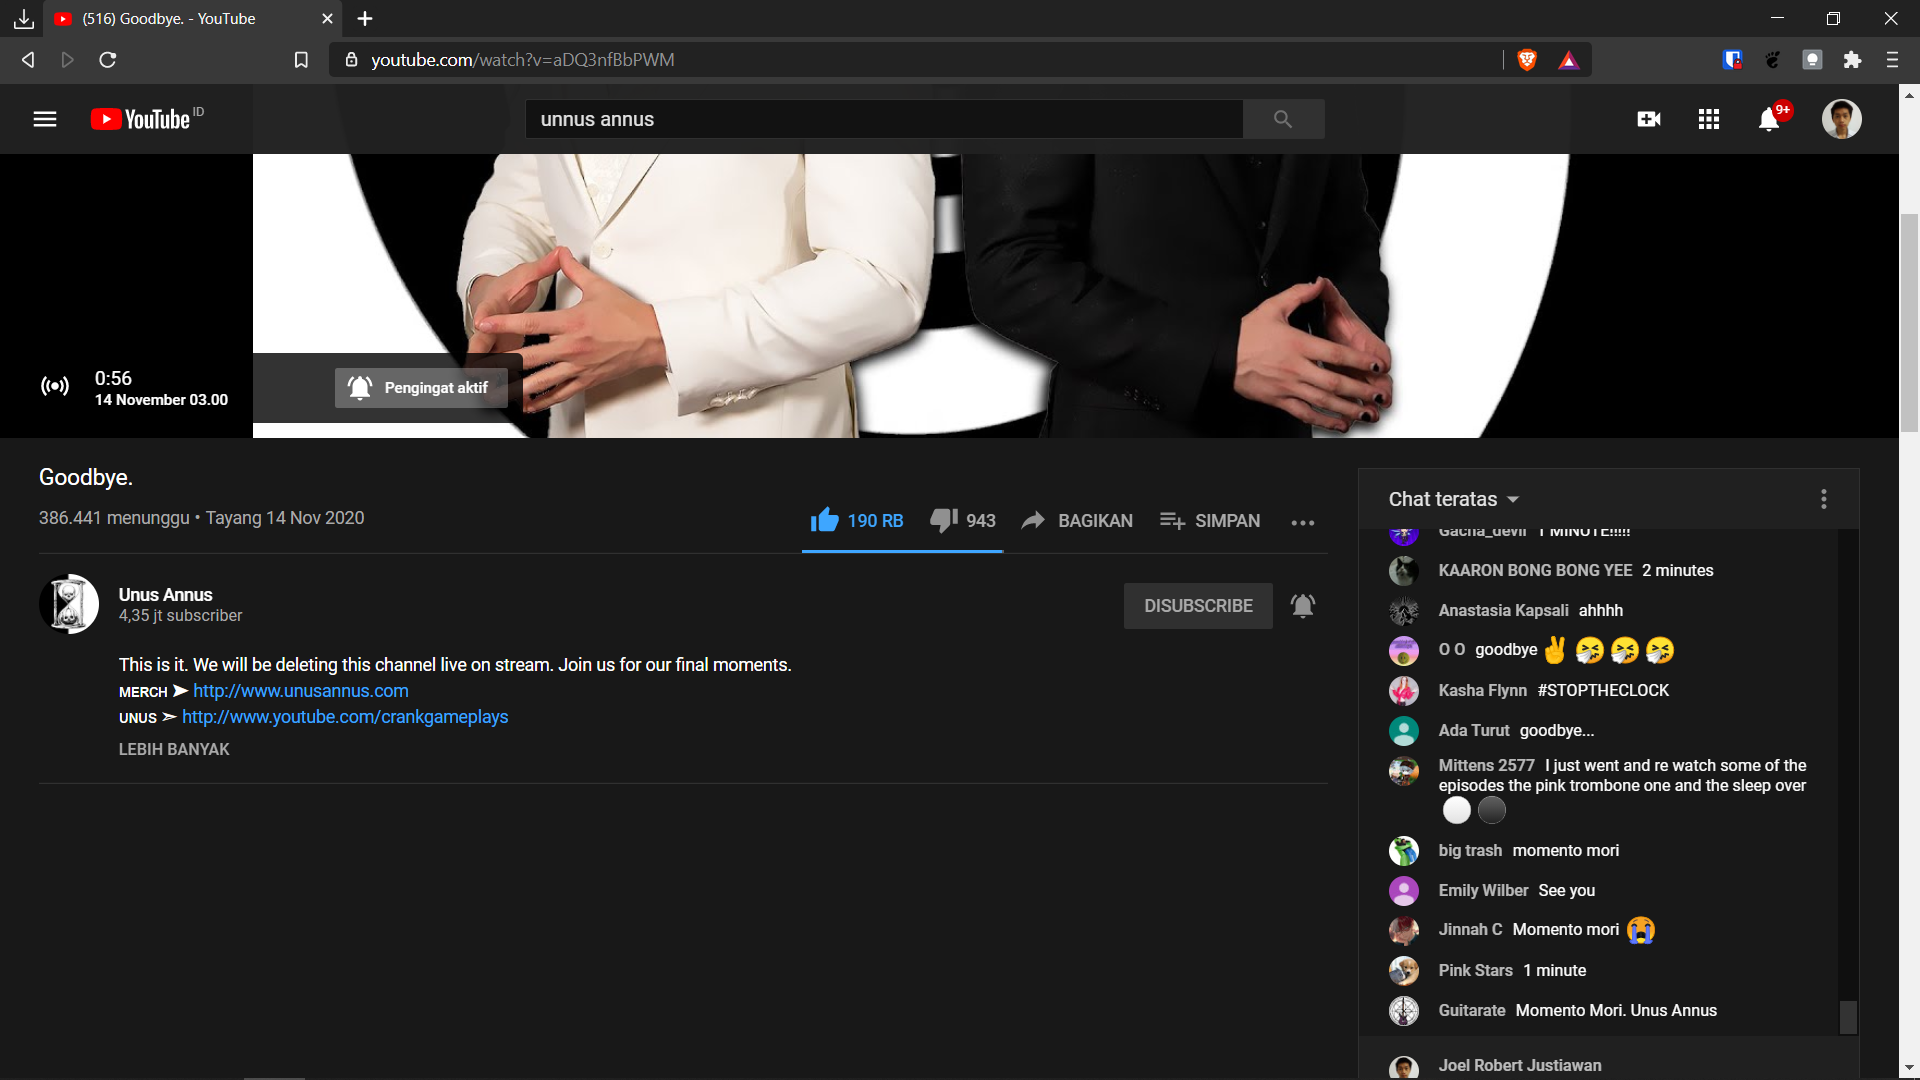 (516) Goodbye. - YouTube
youtube.com/watch?v=aDQ3nfBbPWM
YouTube ID
unnus annus
9+
0:56
14 November 03.00
Pengingat aktif
Goodbye.
386.441 menunggu • Tayang 14 Nov 2020
190 RB
943
BAGIKAN
SIMPAN
Unus Annus
4,35 jt subscriber
DISUBSCRIBE
This is it. We will be deleting this channel live on stream. Join us for our final moments.
MERCH ➤ http://www.unusannus.com
UNUS ➣ http://www.youtube.com/crankgameplays
LEBIH BANYAK
Chat teratas
Gacha_devil 1 MINUTE!!!!!
KAARON BONG BONG YEE 2 minutes
Anastasia Kapsali ahhhh
O O goodbye✌🤧🤧🤧
Kasha Flynn #STOPTHECLOCK
Ada Turut goodbye...
Mittens 2577 I just went and re watch some of the
episodes the pink trombone one and the sleep over
⚪⚫
big trash momento mori
Emily Wilber See you
Jinnah C Momento mori 😭
Pink Stars 1 minute
Guitarate Momento Mori. Unus Annus
Joel Robert Justiawan